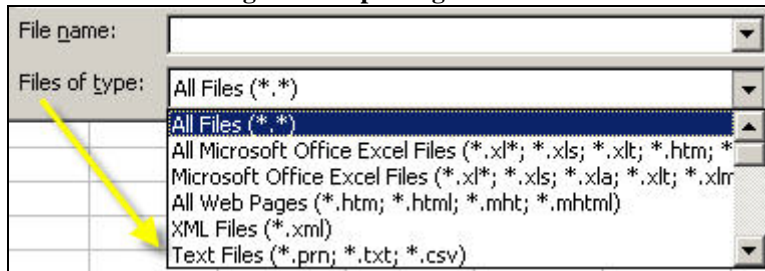 File name:
Files of type: All Files (*.*)
All Files (*.*)
All Microsoft Office Excel Files (*.xl*; *.xls; *.xlt; *.htm; *
Microsoft Office Excel Files (*.xl*; *.xls; *.xla; *.xlt; *.xlm
All Web Pages (*.htm; *.html; *.mht; *.mhtml)
XML Files (*.xml)
Text Files (*.prn; *.txt; *.csv)